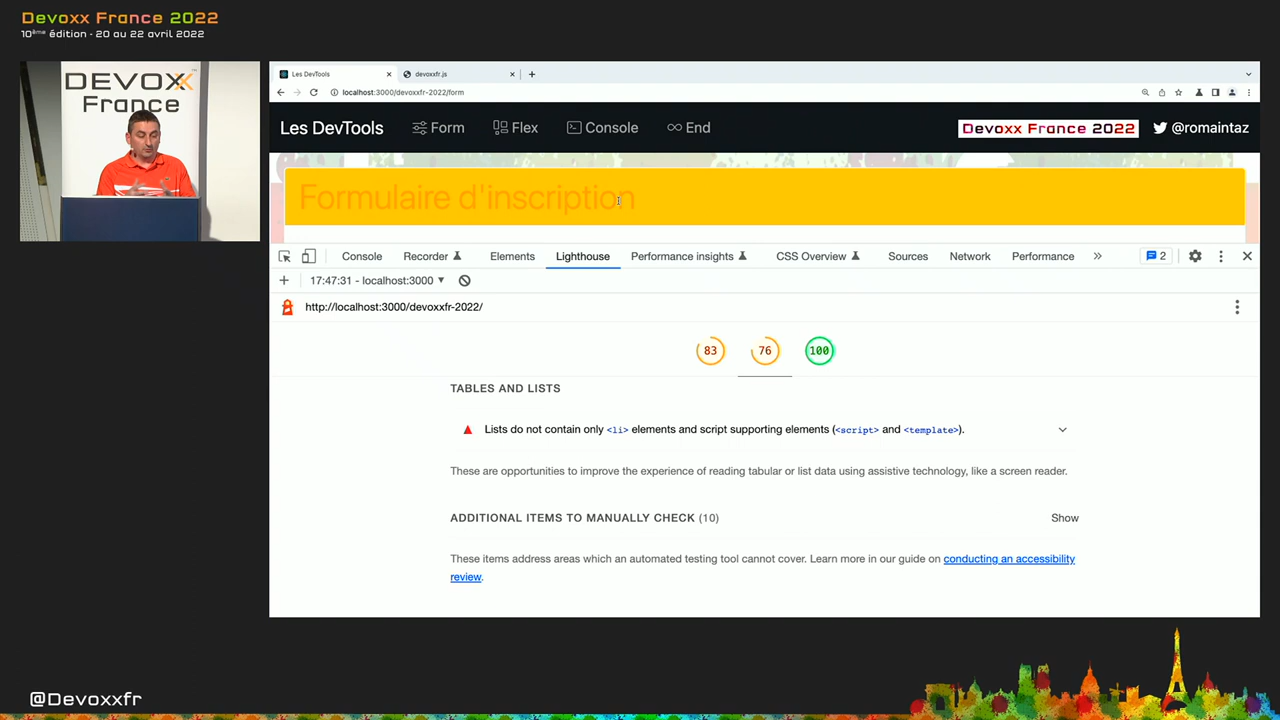 Devoxx France 2022
10ème édition - 20 au 22 avril 2022
DEVOXX
France
Les DevTools
devoxxfr.js
localhost:3000/devoxxfr-2022/form
Les DevTools
Form
Flex
Console
End
Devoxx France 2022
@romaintaz
Formulaire d'inscription
Console
Recorder
Elements
Lighthouse
Performance insights
CSS Overview
Sources
Network
Performance
2
17:47:31 - localhost:3000
http://localhost:3000/devoxxfr-2022/
83
76
100
TABLES AND LISTS
Lists do not contain only <li> elements and script supporting elements (<script> and <template>).
These are opportunities to improve the experience of reading tabular or list data using assistive technology, like a screen reader.
ADDITIONAL ITEMS TO MANUALLY CHECK (10)
Show
These items address areas which an automated testing tool cannot cover. Learn more in our guide on conducting an accessibility
review.
@Devoxxfr